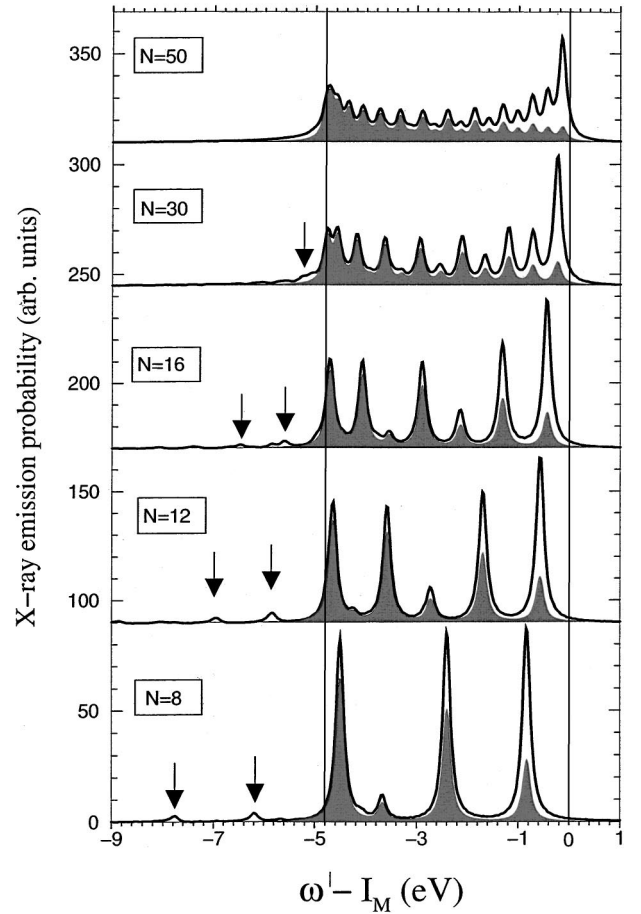 350
N=50
300
N=30
250
N=16
200
N=12
150
100
N=8
50
0
X-ray emission probability (arb. units)
-9 -7 -5 -3 -1 0 1
ω'- I_M (eV)